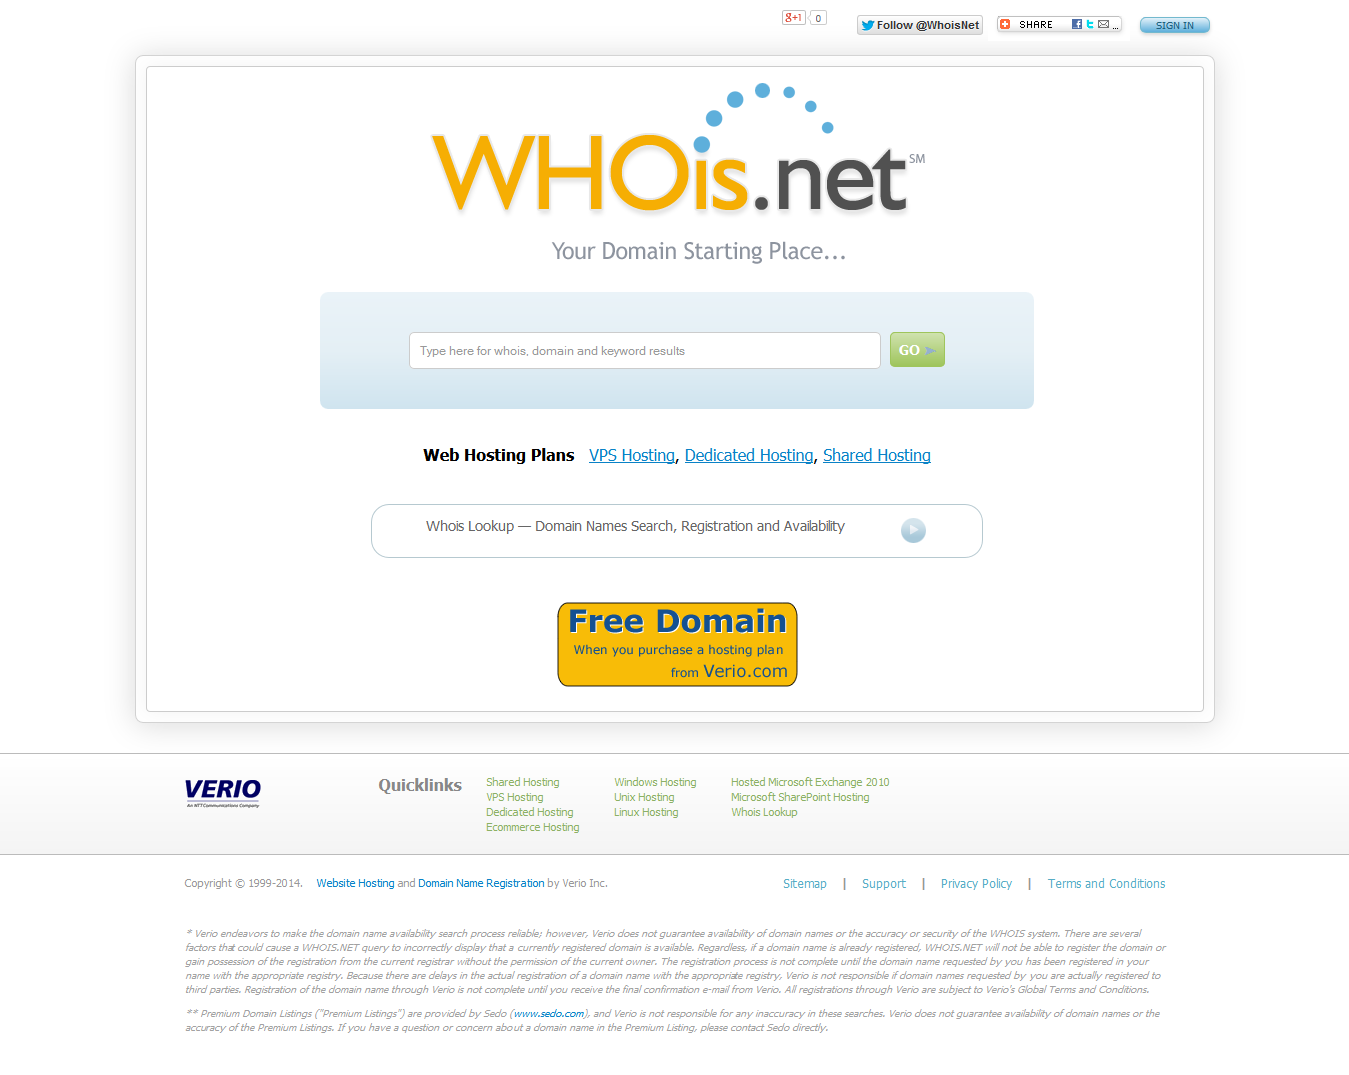 g+1 0
Follow @WhoisNet
SHARE ...
SIGN IN
WHOis.net SM
Your Domain Starting Place...
Type here for whois, domain and keyword results
GO
Web Hosting Plans VPS Hosting, Dedicated Hosting, Shared Hosting
Whois Lookup — Domain Names Search, Registration and Availability
Free Domain
When you purchase a hosting plan
from Verio.com
VERIO
An NTT Communications Company
Quicklinks
Shared Hosting
VPS Hosting
Dedicated Hosting
Ecommerce Hosting
Windows Hosting
Unix Hosting
Linux Hosting
Hosted Microsoft Exchange 2010
Microsoft SharePoint Hosting
Whois Lookup
Copyright © 1999-2014. Website Hosting and Domain Name Registration by Verio Inc.
Sitemap | Support | Privacy Policy | Terms and Conditions
* Verio endeavors to make the domain name availability search process reliable; however, Verio does not guarantee availability of domain names or the accuracy or security of the WHOIS system. There are several
factors that could cause a WHOIS.NET query to incorrectly display that a currently registered domain is available. Regardless, if a domain name is already registered, WHOIS.NET will not be able to register the domain or
gain possession of the registration from the current registrar without the permission of the current owner. The registration process is not complete until the domain name requested by you has been registered in your
name with the appropriate registry. Because there are delays in the actual registration of a domain name with the appropriate registry, Verio is not responsible if domain names requested by you are actually registered to
third parties. Registration of the domain name through Verio is not complete until you receive the final confirmation e-mail from Verio. All registrations through Verio are subject to Verio's Global Terms and Conditions.
** Premium Domain Listings ("Premium Listings") are provided by Sedo (www.sedo.com), and Verio is not responsible for any inaccuracy in these searches. Verio does not guarantee availability of domain names or the
accuracy of the Premium Listings. If you have a question or concern about a domain name in the Premium Listing, please contact Sedo directly.